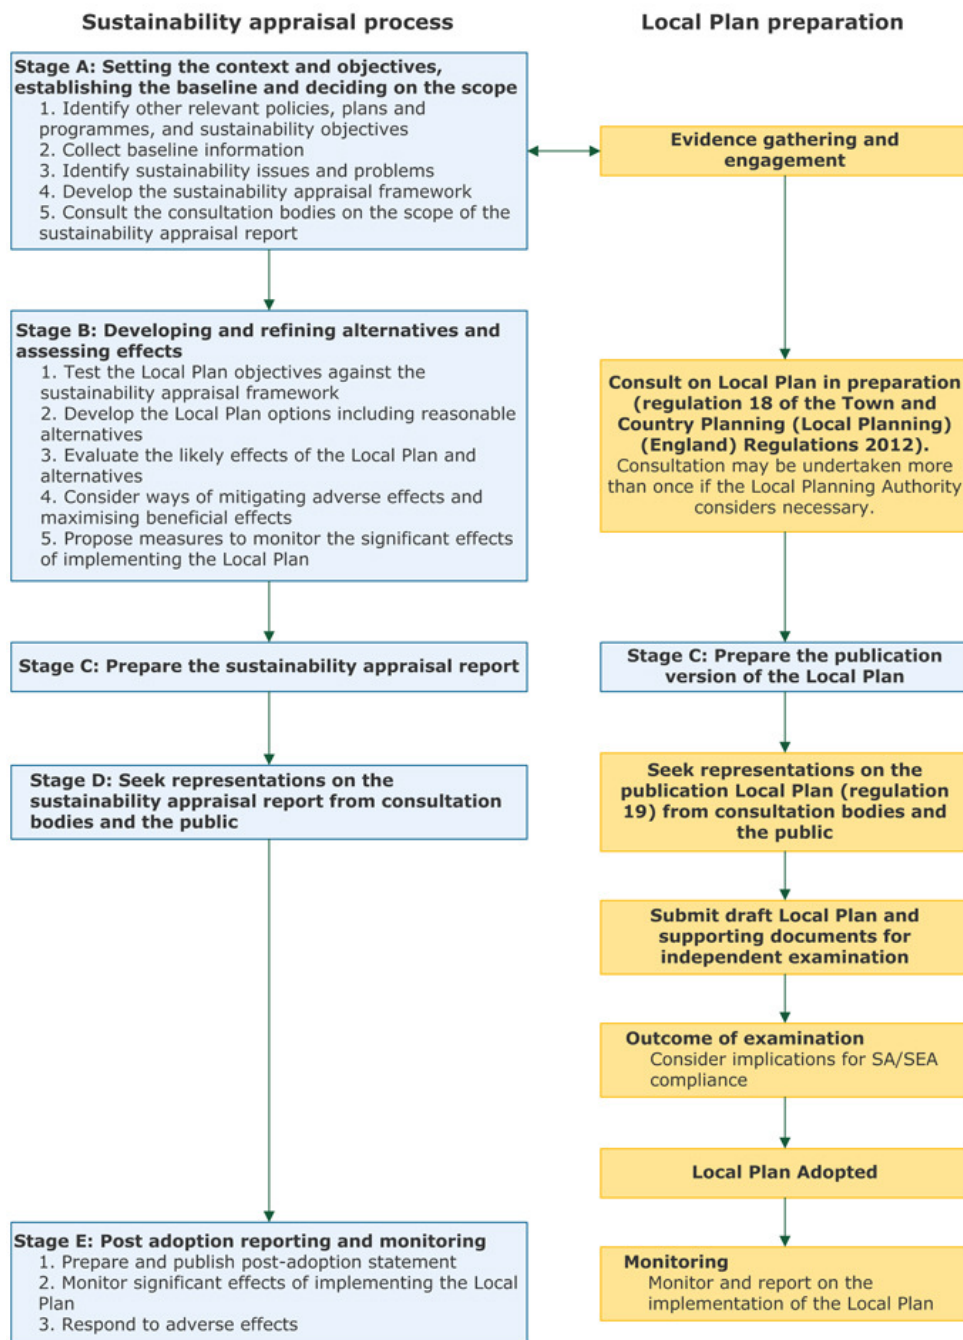 Sustainability appraisal process
Stage A: Setting the context and objectives,
establishing the baseline and deciding on the scope
1. Identify other relevant policies, plans and
programmes, and sustainability objectives
2. Collect baseline information
3. Identify sustainability issues and problems
4. Develop the sustainability appraisal framework
5. Consult the consultation bodies on the scope of the
sustainability appraisal report
Stage B: Developing and refining alternatives and
assessing effects
1. Test the Local Plan objectives against the
sustainability appraisal framework
2. Develop the Local Plan options including reasonable
alternatives
3. Evaluate the likely effects of the Local Plan and
alternatives
4. Consider ways of mitigating adverse effects and
maximising beneficial effects
5. Propose measures to monitor the significant effects
of implementing the Local Plan
Stage C: Prepare the sustainability appraisal report
Stage D: Seek representations on the
sustainability appraisal report from consultation
bodies and the public
Stage E: Post adoption reporting and monitoring
1. Prepare and publish post-adoption statement
2. Monitor significant effects of implementing the Local
Plan
3. Respond to adverse effects
Local Plan preparation
Evidence gathering and
engagement
Consult on Local Plan in preparation
(regulation 18 of the Town and
Country Planning (Local Planning)
(England) Regulations 2012).
Consultation may be undertaken more
than once if the Local Planning Authority
considers necessary.
Stage C: Prepare the publication
version of the Local Plan
Seek representations on the
publication Local Plan (regulation
19) from consultation bodies and
the public
Submit draft Local Plan and
supporting documents for
independent examination
Outcome of examination
Consider implications for SA/SEA
compliance
Local Plan Adopted
Monitoring
Monitor and report on the
implementation of the Local Plan